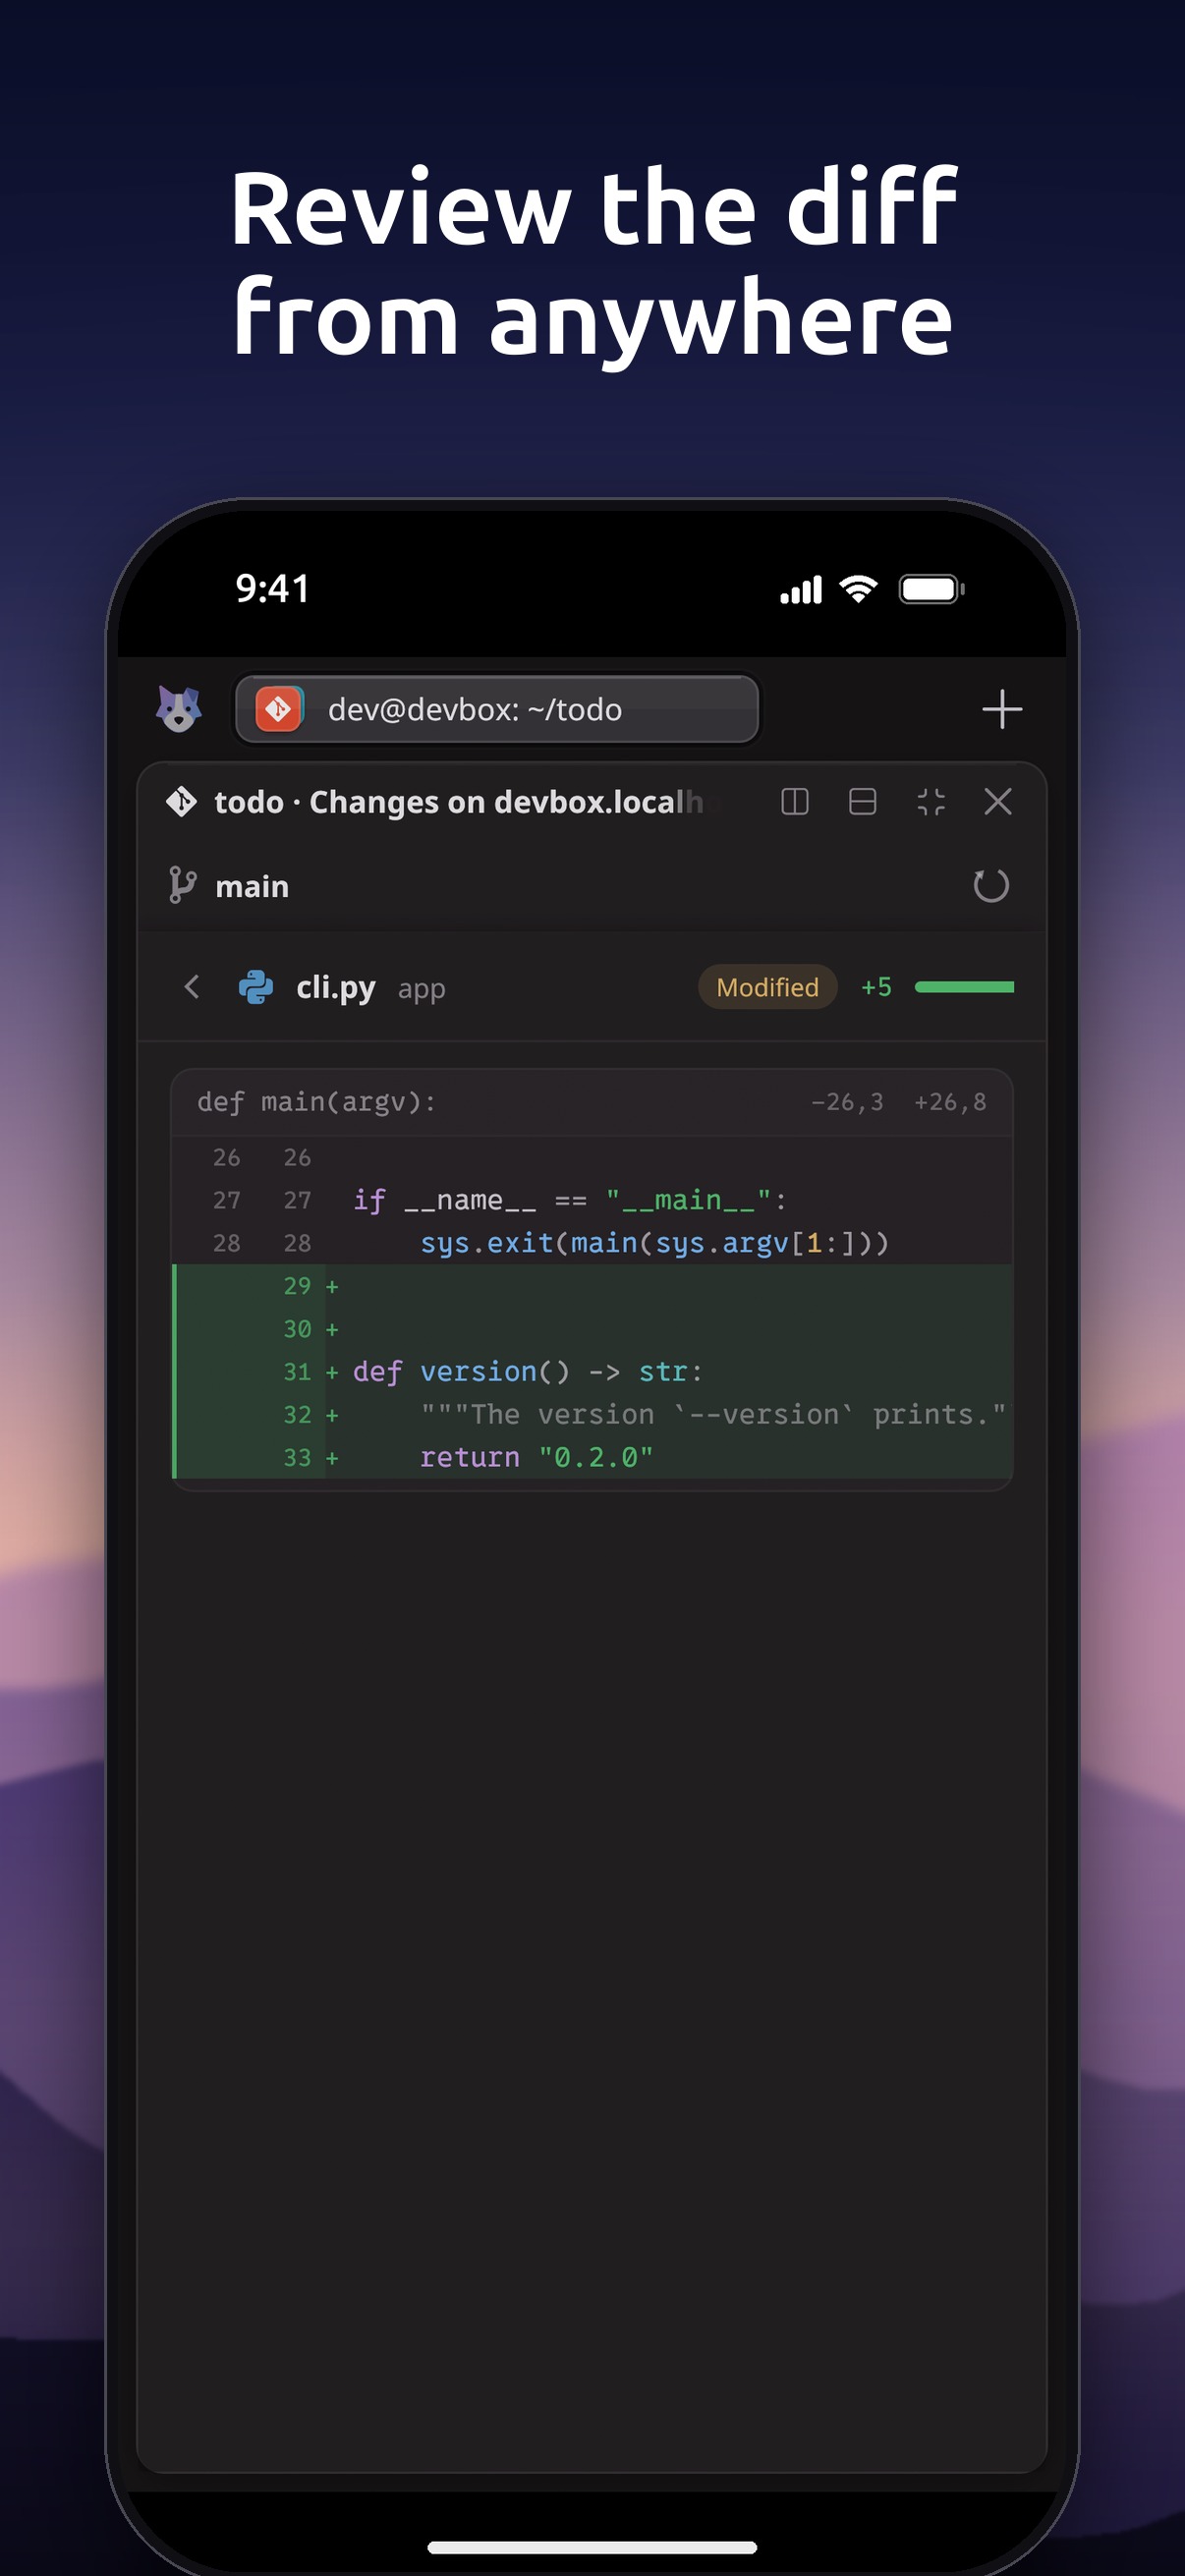 Review the diff
from anywhere
9:41
dev@devbox: ~/todo
todo · Changes on devbox.localh
main
cli.py app Modified +5
def main(argv): -26,3 +26,8
26 26
27 27 if __name__ == "__main__":
28 28 sys.exit(main(sys.argv[1:]))
29 +
30 +
31 + def version() -> str:
32 + """The version `--version` prints."
33 + return "0.2.0"